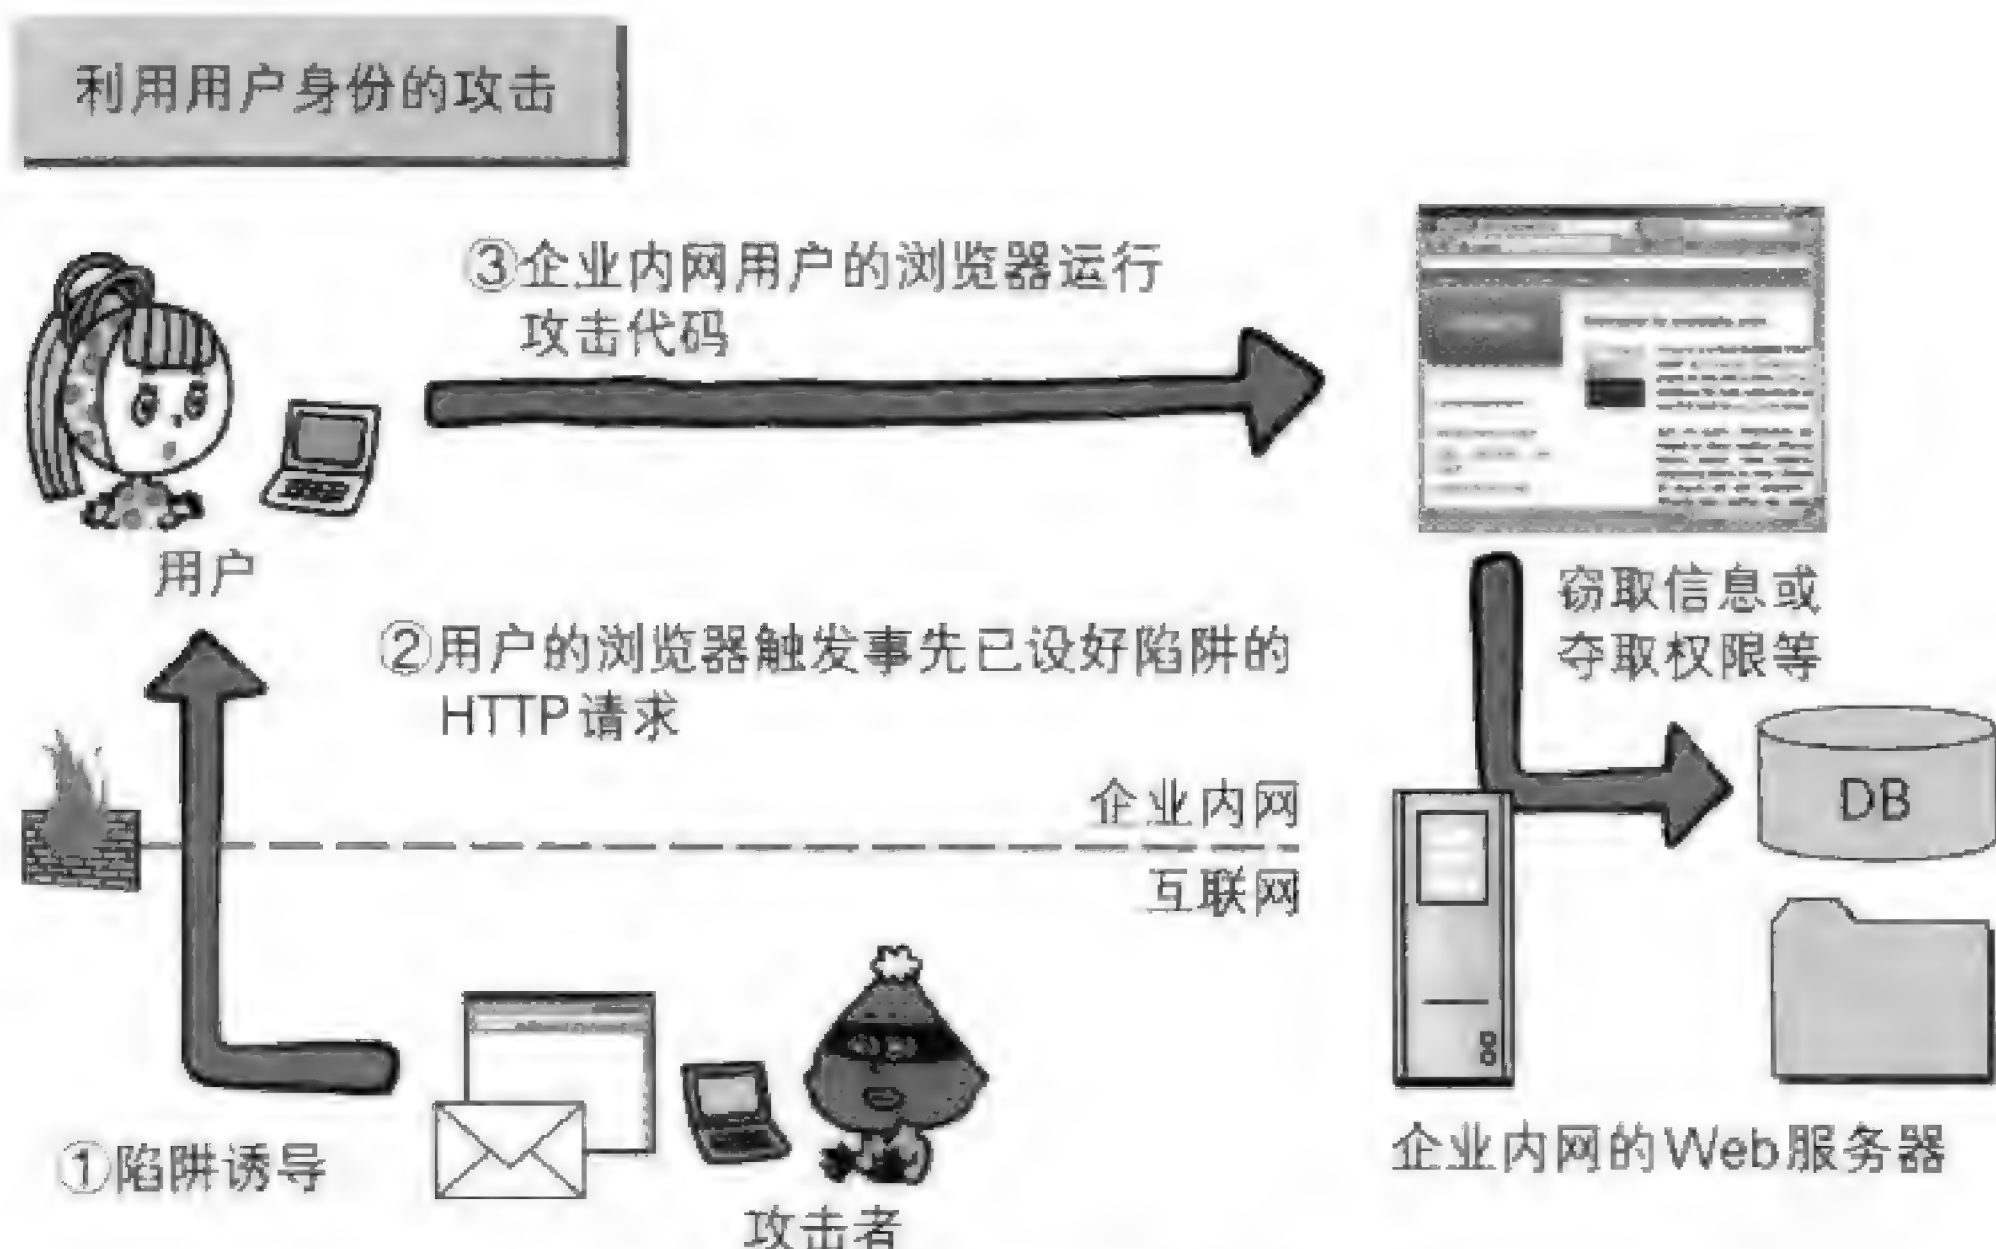 利用用户身份的攻击
③企业内网用户的浏览器运行
攻击代码
用户
窃取信息或
夺取权限等
②用户的浏览器触发事先已设好陷阱的
HTTP请求
企业内网
DB
互联网
①陷阱诱导
企业内网的Web服务器
攻击者